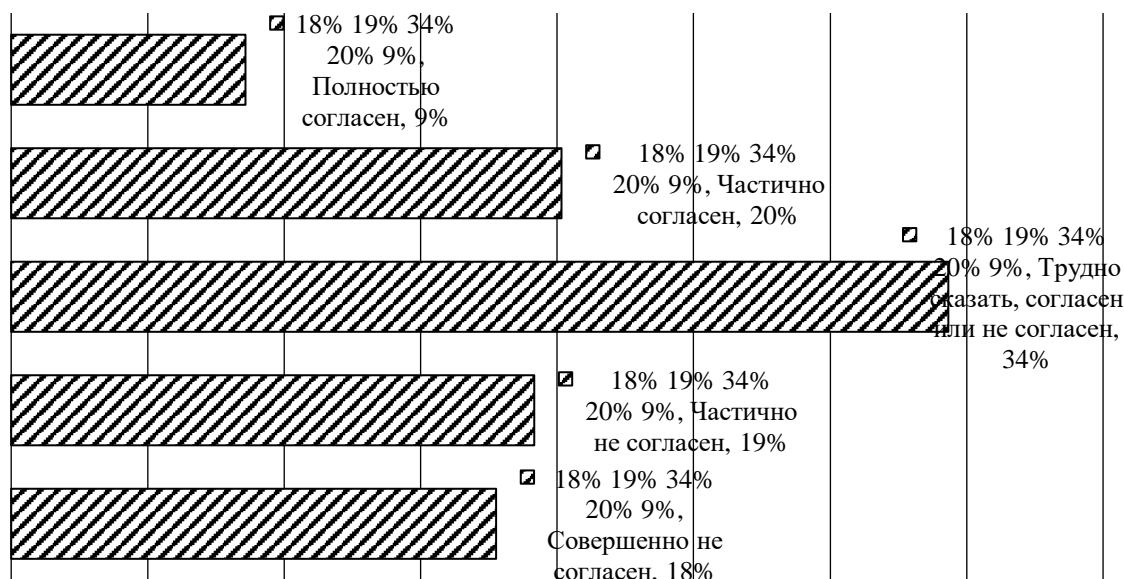 18% 19% 34%
20% 9%,
Полностью
согласен, 9%
18% 19% 34%
20% 9%, Частично
согласен, 20%
18% 19% 34%
20% 9%, Трудно
сказать, согласен
или не согласен,
34%
18% 19% 34%
20% 9%, Частично
не согласен, 19%
18% 19% 34%
20% 9%,
Совершенно не
согласен, 18%